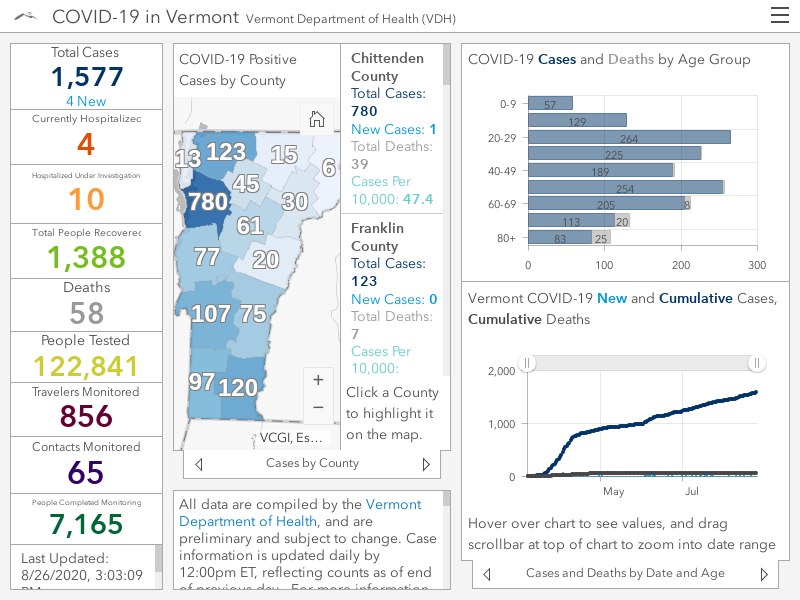 COVID-19 in Vermont Vermont Department of Health (VDH)
Total Cases
1,577
4 New
Currently Hospitalized
4
Hospitalized Under Investigation
10
Total People Recovered
1,388
Deaths
58
People Tested
122,841
Travelers Monitored
856
Contacts Monitored
65
People Completed Monitoring
7,165
Last Updated:
8/26/2020, 3:03:09
PM
COVID-19 Positive
Cases by County
13
123
15
6
45
780
30
61
77
20
107
75
97
120
+
−
VCGI, Es...
Chittenden
County
Total Cases:
780
New Cases: 1
Total Deaths:
39
Cases Per
10,000: 47.4
Franklin
County
Total Cases:
123
New Cases: 0
Total Deaths:
7
Cases Per
10,000:
Click a County
to highlight it
on the map.
Cases by County
All data are compiled by the Vermont
Department of Health, and are
preliminary and subject to change. Case
information is updated daily by
12:00pm ET, reflecting counts as of end
of previous day. For more information
COVID-19 Cases and Deaths by Age Group
0-9
57
129
20-29
264
225
40-49
189
254
60-69
205
8
113
20
80+
83
25
0
100
200
300
Vermont COVID-19 New and Cumulative Cases,
Cumulative Deaths
2,000
1,000
0
May
Jul
Hover over chart to see values, and drag
scrollbar at top of chart to zoom into date range
Cases and Deaths by Date and Age